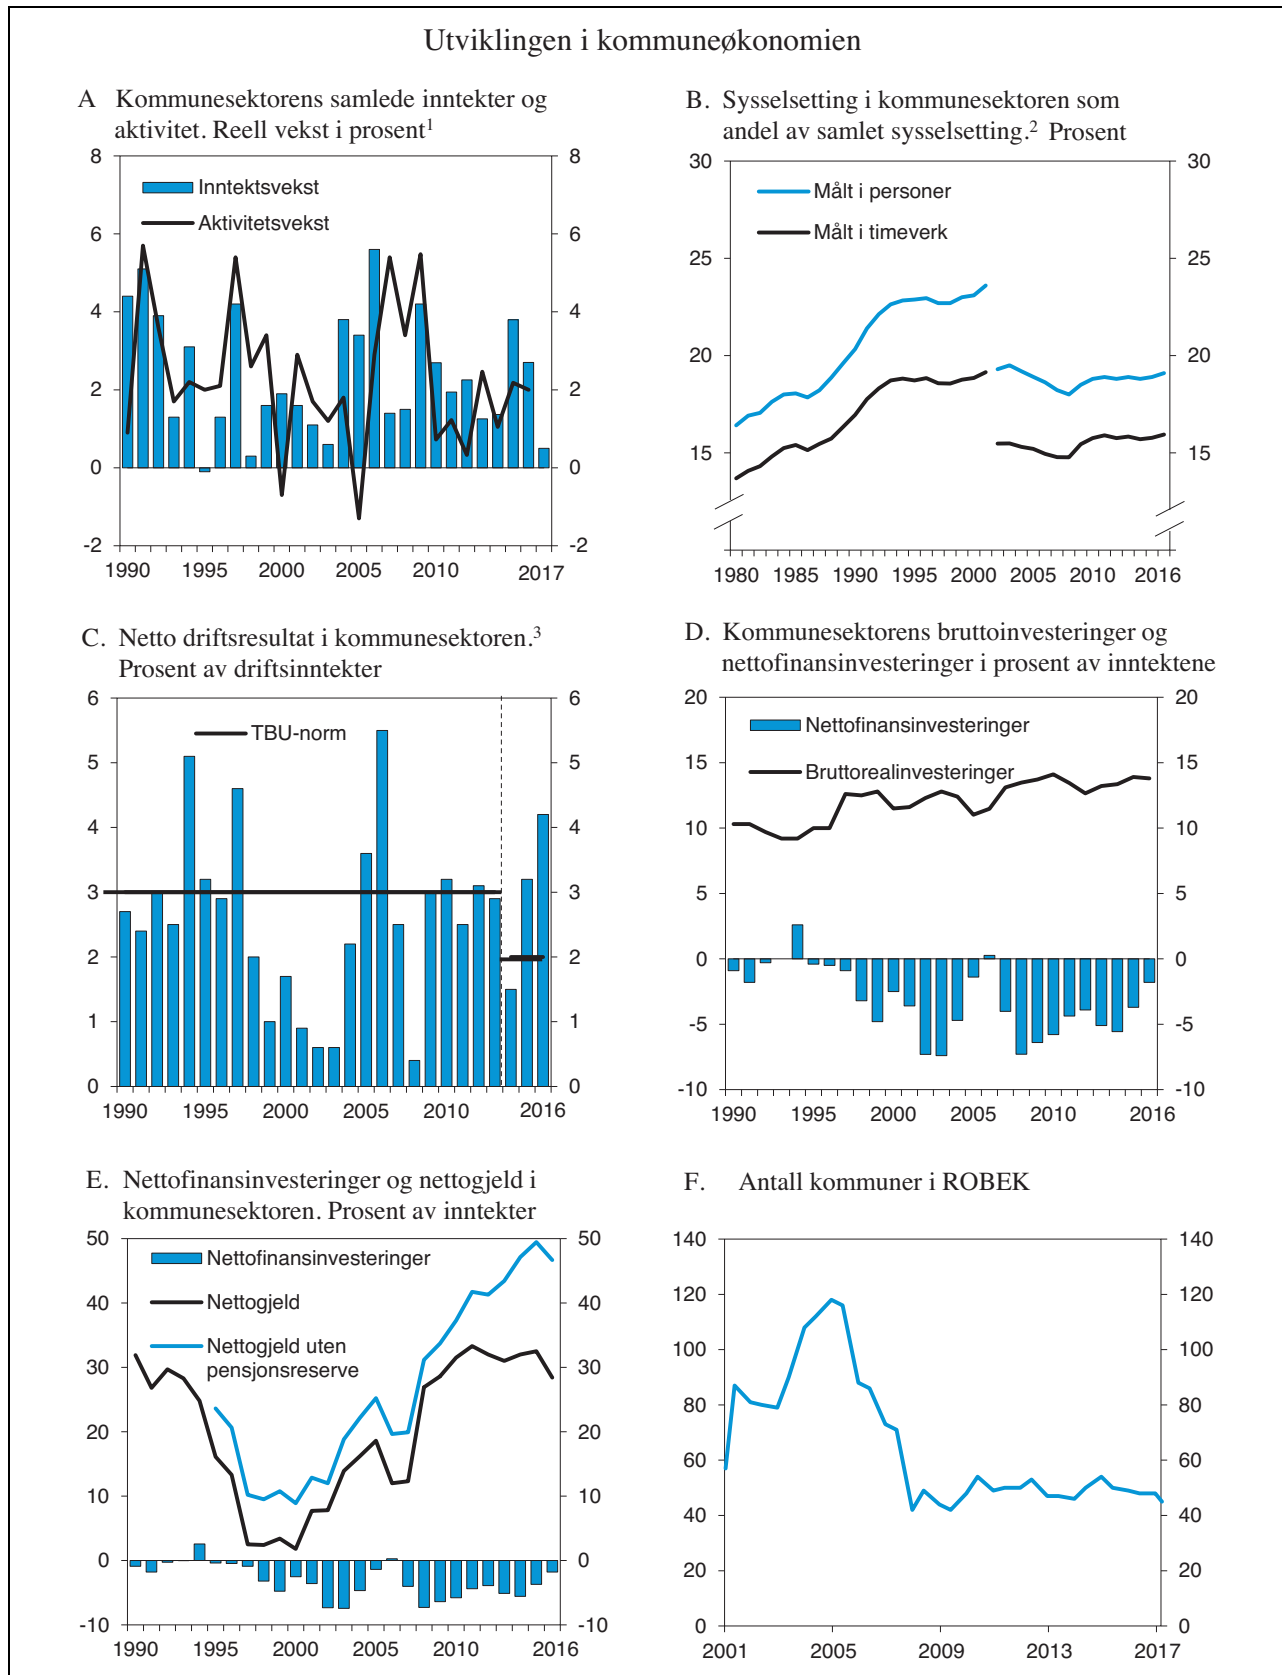 Utviklingen i kommuneøkonomien
A Kommunesektorens samlede inntekter og
aktivitet. Reell vekst i prosent¹
8 8
Inntektsvekst
Aktivitetsvekst
6 6
4 4
2 2
0 0
-2 -2
1990 1995 2000 2005 2010 2017
B. Sysselsetting i kommunesektoren som
andel av samlet sysselsetting.² Prosent
30 30
Målt i personer
Målt i timeverk
25 25
20 20
15 15
1980 1985 1990 1995 2000 2005 2010 2016
C. Netto driftsresultat i kommunesektoren.³
Prosent av driftsinntekter
6 6
TBU-norm
5 5
4 4
3 3
2 2
1 1
0 0
1990 1995 2000 2005 2010 2016
D. Kommunesektorens bruttoinvesteringer og
nettofinansinvesteringer i prosent av inntektene
20 20
Nettofinansinvesteringer
15 15
Bruttorealinvesteringer
10 10
5 5
0 0
-5 -5
-10 -10
1990 1995 2000 2005 2010 2016
E. Nettofinansinvesteringer og nettogjeld i
kommunesektoren. Prosent av inntekter
50 50
Nettofinansinvesteringer
40 40
Nettogjeld
30 30
Nettogjeld uten
pensjonsreserve
20 20
10 10
0 0
-10 -10
1990 1995 2000 2005 2010 2016
F. Antall kommuner i ROBEK
140 140
120 120
100 100
80 80
60 60
40 40
20 20
0 0
2001 2005 2009 2013 2017